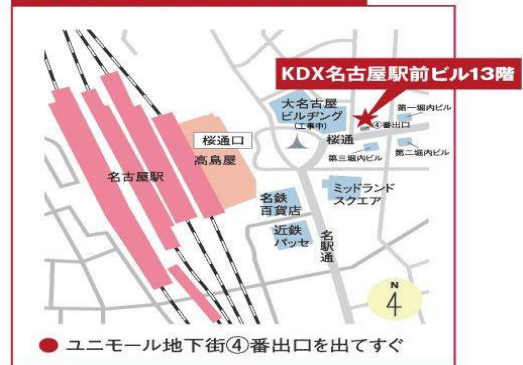 KDX名古屋駅前ビル13階
大名古屋
ビルヂング
(工事中)
第一堀内ビル
④番出口
桜通口
桜通
高島屋
第三堀内ビル
第二堀内ビル
名古屋駅
名鉄
百貨店
ミッドランド
スクエア
近鉄
パッセ
名駅通
N
4
● ユニモール地下街④番出口を出てすぐ